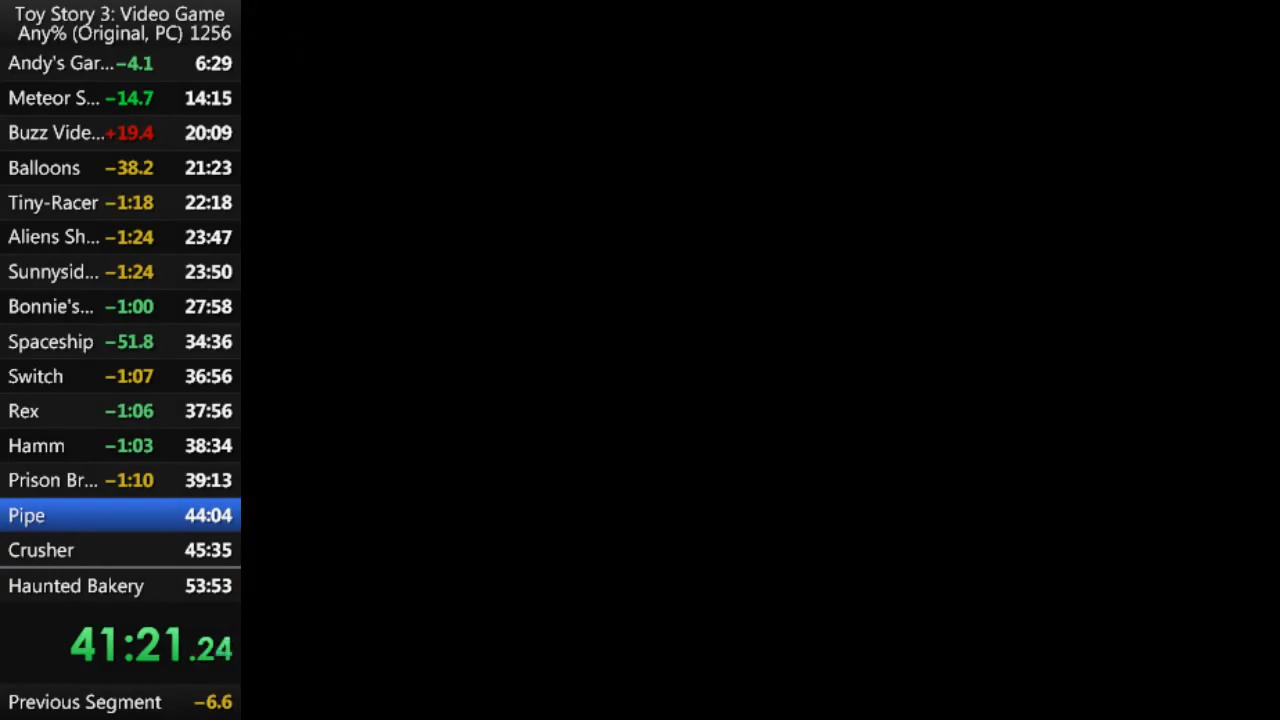 Toy Story 3: Video Game
Any% (Original, PC) 1256
Andy's Gar... −4.1 6:29
Meteor S... −14.7 14:15
Buzz Vide... +19.4 20:09
Balloons −38.2 21:23
Tiny-Racer −1:18 22:18
Aliens Sh... −1:24 23:47
Sunnysid... −1:24 23:50
Bonnie's... −1:00 27:58
Spaceship −51.8 34:36
Switch −1:07 36:56
Rex −1:06 37:56
Hamm −1:03 38:34
Prison Br... −1:10 39:13
Pipe 44:04
Crusher 45:35
Haunted Bakery 53:53
41:21.24
Previous Segment −6.6